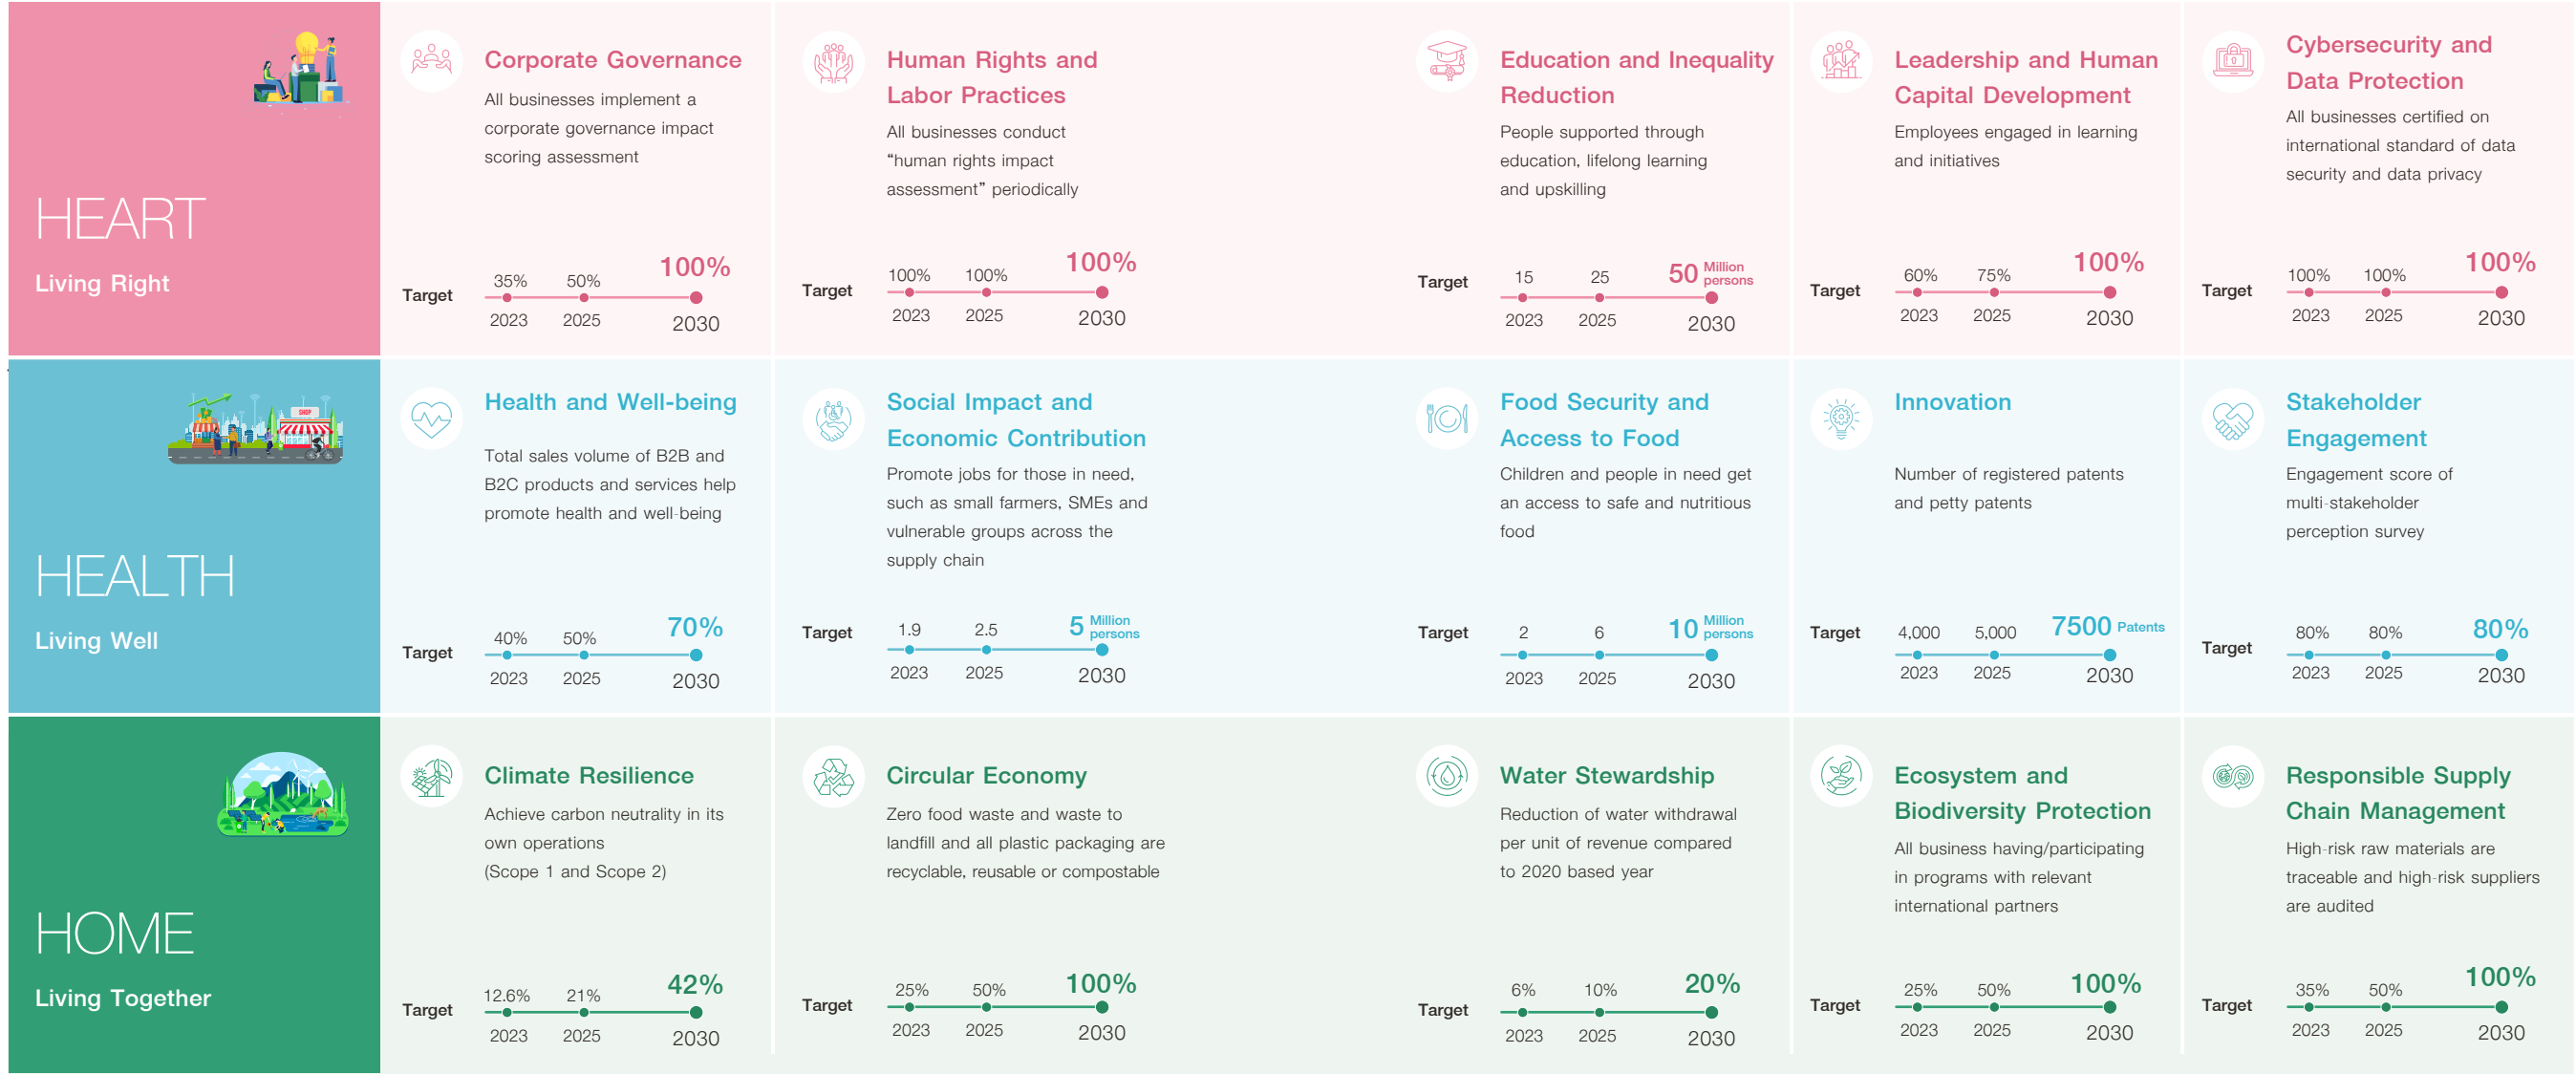 HEART
Living Right
Corporate Governance
All businesses implement a
corporate governance impact
scoring assessment
Target
35% 50% 100%
2023 2025 2030
Human Rights and
Labor Practices
All businesses conduct
“human rights impact
assessment” periodically
Target
100% 100% 100%
2023 2025 2030
Education and Inequality
Reduction
People supported through
education, lifelong learning
and upskilling
Target
15 25 50 Million
persons
2023 2025 2030
Leadership and Human
Capital Development
Employees engaged in learning
and initiatives
Target
60% 75% 100%
2023 2025 2030
Cybersecurity and
Data Protection
All businesses certified on
international standard of data
security and data privacy
Target
100% 100% 100%
2023 2025 2030
SHOP
HEALTH
Living Well
Health and Well-being
Total sales volume of B2B and
B2C products and services help
promote health and well-being
Target
40% 50% 70%
2023 2025 2030
Social Impact and
Economic Contribution
Promote jobs for those in need,
such as small farmers, SMEs and
vulnerable groups across the
supply chain
Target
1.9 2.5 5 Million
persons
2023 2025 2030
Food Security and
Access to Food
Children and people in need get
an access to safe and nutritious
food
Target
2 6 10 Million
persons
2023 2025 2030
Innovation
Number of registered patents
and petty patents
Target
4,000 5,000 7500 Patents
2023 2025 2030
Stakeholder
Engagement
Engagement score of
multi-stakeholder
perception survey
Target
80% 80% 80%
2023 2025 2030
HOME
Living Together
Climate Resilience
Achieve carbon neutrality in its
own operations
(Scope 1 and Scope 2)
Target
12.6% 21% 42%
2023 2025 2030
Circular Economy
Zero food waste and waste to
landfill and all plastic packaging are
recyclable, reusable or compostable
Target
25% 50% 100%
2023 2025 2030
Water Stewardship
Reduction of water withdrawal
per unit of revenue compared
to 2020 based year
Target
6% 10% 20%
2023 2025 2030
Ecosystem and
Biodiversity Protection
All business having/participating
in programs with relevant
international partners
Target
25% 50% 100%
2023 2025 2030
Responsible Supply
Chain Management
High-risk raw materials are
traceable and high-risk suppliers
are audited
Target
35% 50% 100%
2023 2025 2030